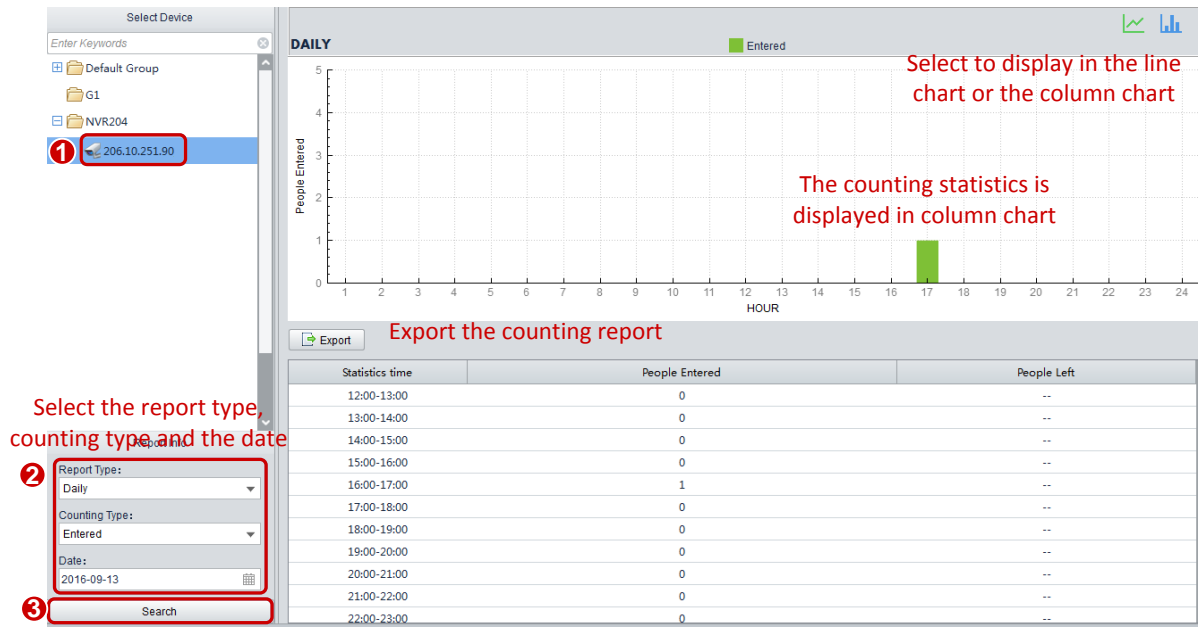 Select Device
Enter Keywords
Default Group
G1
NVR204
1
206.10.251.90
Select the report type,
counting type and the date
Report Info
2
Report Type:
Daily
Counting Type:
Entered
Date:
2016-09-13
3
Search
DAILY
Entered
Select to display in the line
chart or the column chart
The counting statistics is
displayed in column chart
People Entered
5
4
3
2
1
0
1 2 3 4 5 6 7 8 9 10 11 12 13 14 15 16 17 18 19 20 21 22 23 24
HOUR
Export
Export the counting report
Statistics time People Entered People Left
12:00-13:00 0 --
13:00-14:00 0 --
14:00-15:00 0 --
15:00-16:00 0 --
16:00-17:00 1 --
17:00-18:00 0 --
18:00-19:00 0 --
19:00-20:00 0 --
20:00-21:00 0 --
21:00-22:00 0 --
22:00-23:00 0 --